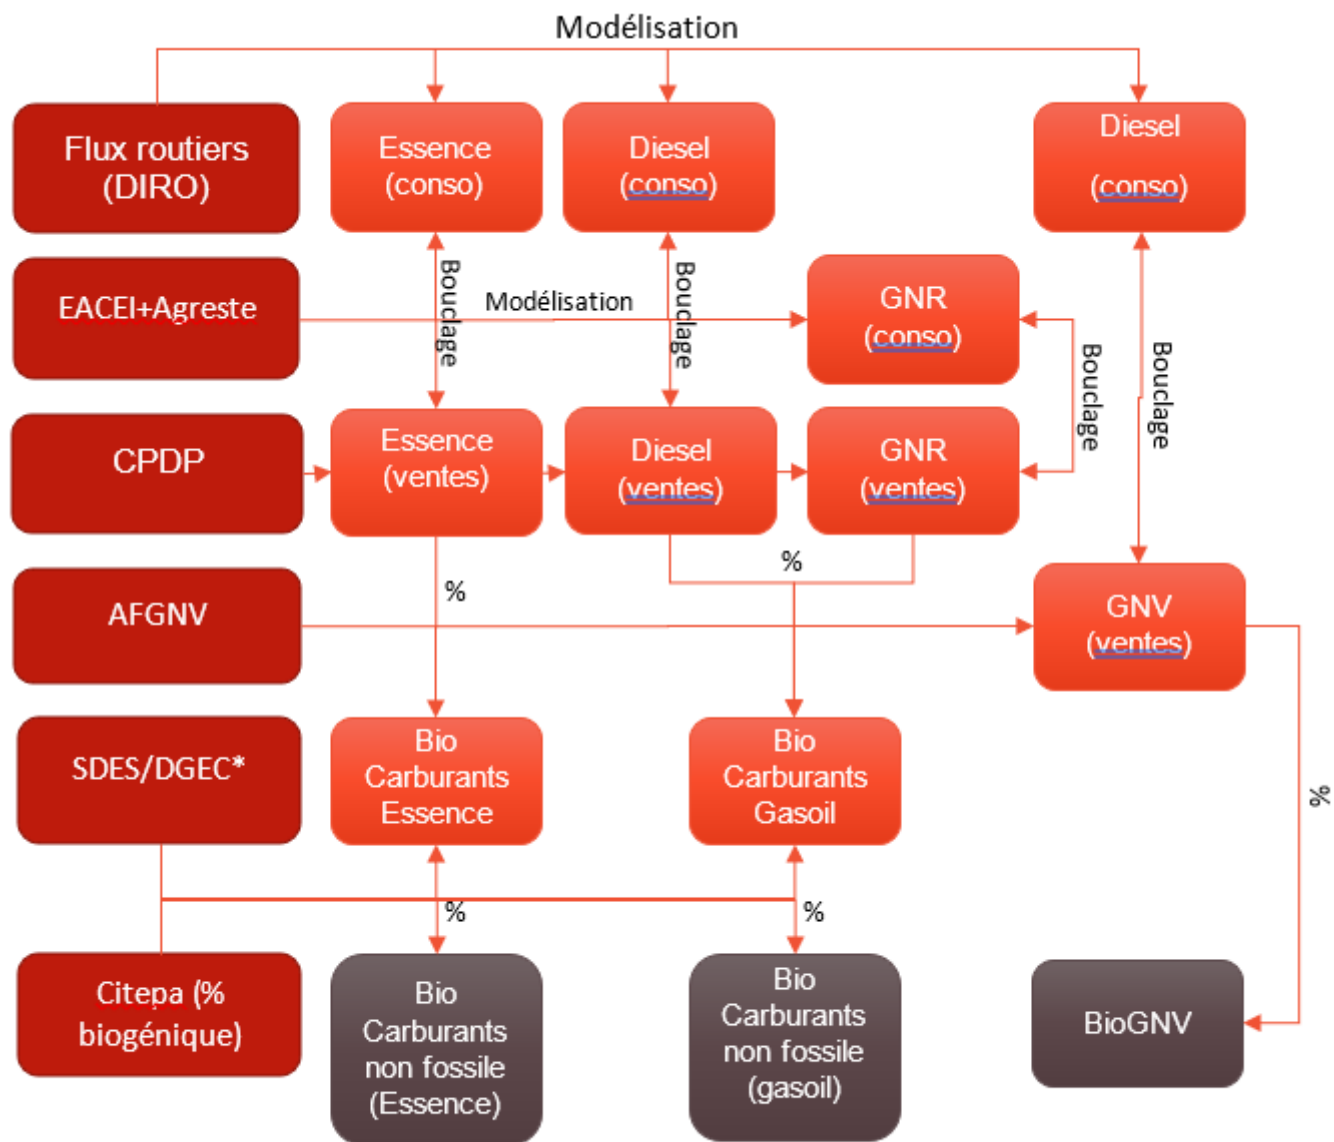 Modélisation
Flux routiers
(DIRO)
Essence
(conso)
Diesel
(conso)
Diesel
(conso)
EACEI+Agreste
Modélisation
Bouclage
Bouclage
GNR
(conso)
Bouclage
Bouclage
CPDP
Essence
(ventes)
Diesel
(ventes)
GNR
(ventes)
%
%
AFGNV
GNV
(ventes)
SDES/DGEC*
Bio
Carburants
Essence
Bio
Carburants
Gasoil
%
%
%
Citepa (%
biogénique)
Bio
Carburants
non fossile
(Essence)
Bio
Carburants
non fossile
(gasoil)
BioGNV